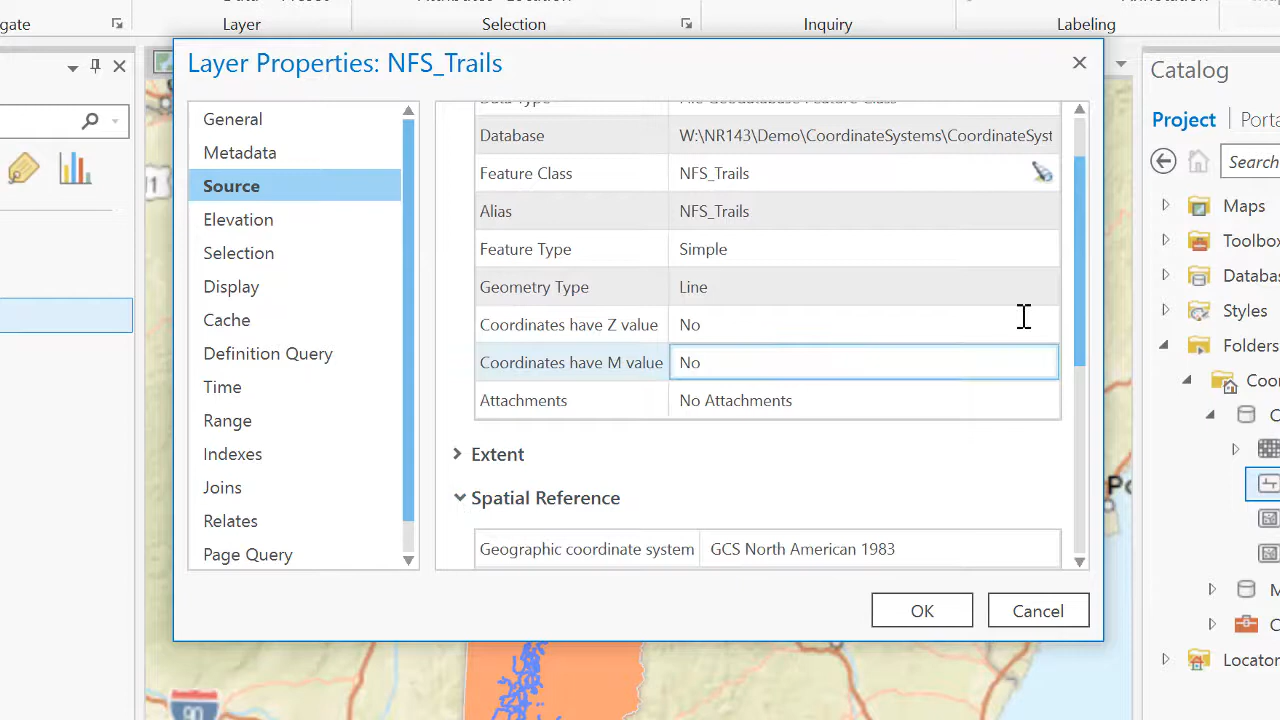 gate
Layer
Selection
Inquiry
Labeling
Layer Properties: NFS_Trails
General
Metadata
Source
Elevation
Selection
Display
Cache
Definition Query
Time
Range
Indexes
Joins
Relates
Page Query
Database W:\NR143\Demo\CoordinateSystems\CoordinateSyst
Feature Class NFS_Trails
Alias NFS_Trails
Feature Type Simple
Geometry Type Line
Coordinates have Z value No
Coordinates have M value No
Attachments No Attachments
Extent
Spatial Reference
Geographic coordinate system GCS North American 1983
OK
Cancel
Catalog
Project Porta
Search
Maps
Toolbox
Databas
Styles
Folders
Coor
C
M
C
Locator
Po
90